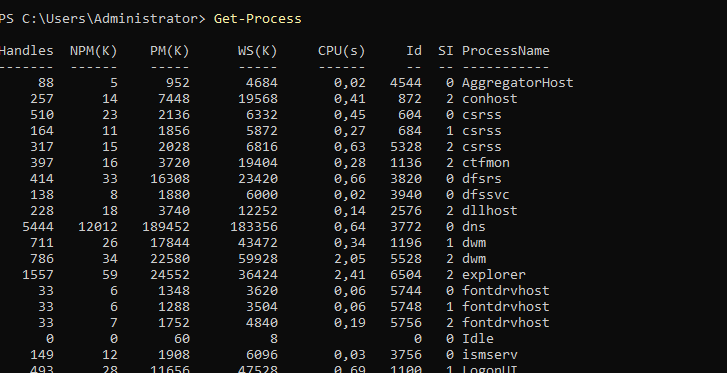 PS C:\Users\Administrator> Get-Process
Handles NPM(K) PM(K) WS(K) CPU(s) Id SI ProcessName
------- ------ ----- ----- ------ -- -- -----------
88 5 952 4684 0,02 4544 0 AggregatorHost
257 14 7448 19568 0,41 872 2 conhost
510 23 2136 6332 0,45 604 0 csrss
164 11 1856 5872 0,27 684 1 csrss
317 15 2028 6816 0,63 5328 2 csrss
397 16 3720 19404 0,28 1136 2 ctfmon
414 33 16308 23420 0,66 3820 0 dfsrs
138 8 1880 6000 0,02 3940 0 dfssvc
228 18 3740 12252 0,14 2576 2 dllhost
5444 12012 189452 183356 0,64 3772 0 dns
711 26 17844 43472 0,34 1196 1 dwm
786 34 22580 59928 2,05 5528 2 dwm
1557 59 24552 36424 2,41 6504 2 explorer
33 6 1348 3620 0,06 5744 0 fontdrvhost
33 6 1288 3504 0,06 5748 1 fontdrvhost
33 7 1752 4840 0,19 5756 2 fontdrvhost
0 0 60 8 0 0 Idle
149 12 1908 6096 0,03 3756 0 ismserv
493 28 11656 47528 0,69 1100 1 LogonUI